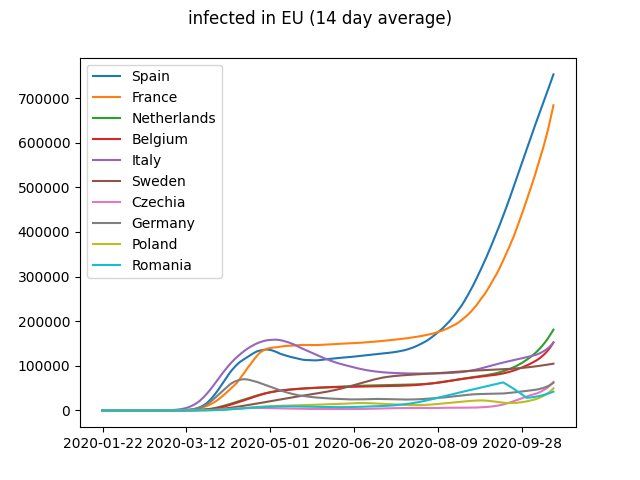 infected in EU (14 day average)
Spain
France
Netherlands
Belgium
Italy
Sweden
Czechia
Germany
Poland
Romania
700000
600000
500000
400000
300000
200000
100000
0
2020-01-22 2020-03-12 2020-05-01 2020-06-20 2020-08-09 2020-09-28